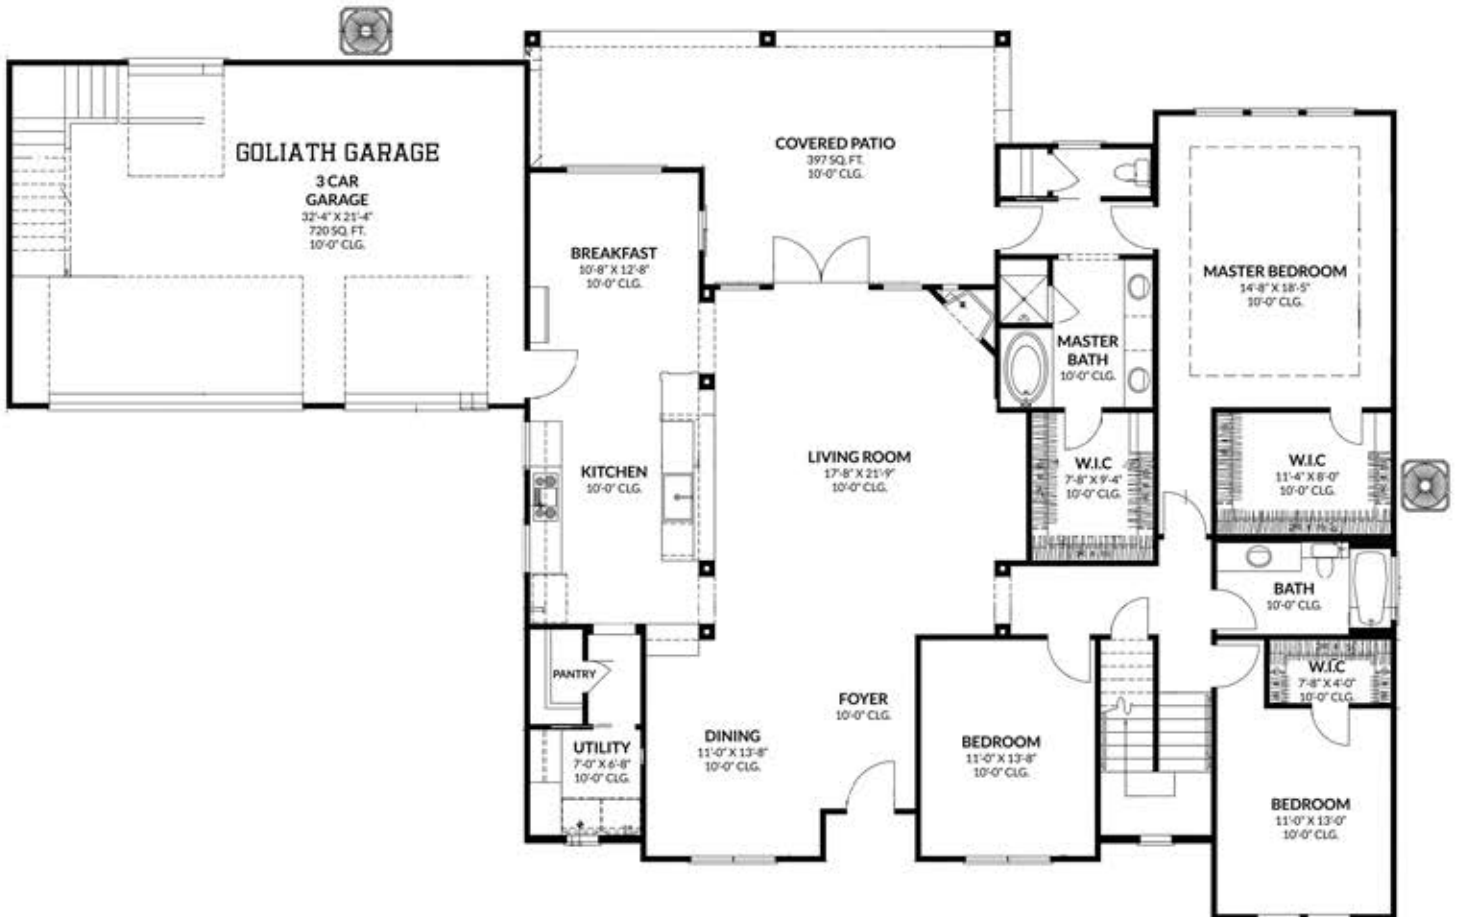 GOLIATH GARAGE
3 CAR
GARAGE
32'-4" X 21'-4"
720 SQ. FT.
10'-0" CLG.
COVERED PATIO
397 SQ. FT.
10'-0" CLG.
BREAKFAST
10'-8" X 12'-8"
10'-0" CLG.
MASTER BEDROOM
14'-8" X 18'-5"
10'-0" CLG.
MASTER
BATH
10'-0" CLG.
KITCHEN
10'-0" CLG.
LIVING ROOM
17'-8" X 21'-9"
10'-0" CLG.
W.I.C
7'-8" X 9'-4"
10'-0" CLG.
W.I.C
11'-4" X 8'-0"
10'-0" CLG.
BATH
10'-0" CLG.
PANTRY
W.I.C
7'-8" X 4'-0"
10'-0" CLG.
FOYER
10'-0" CLG.
UTILITY
7'-0" X 6'-8"
10'-0" CLG.
DINING
11'-0" X 13'-8"
10'-0" CLG.
BEDROOM
11'-0" X 13'-8"
10'-0" CLG.
BEDROOM
11'-0" X 13'-0"
10'-0" CLG.